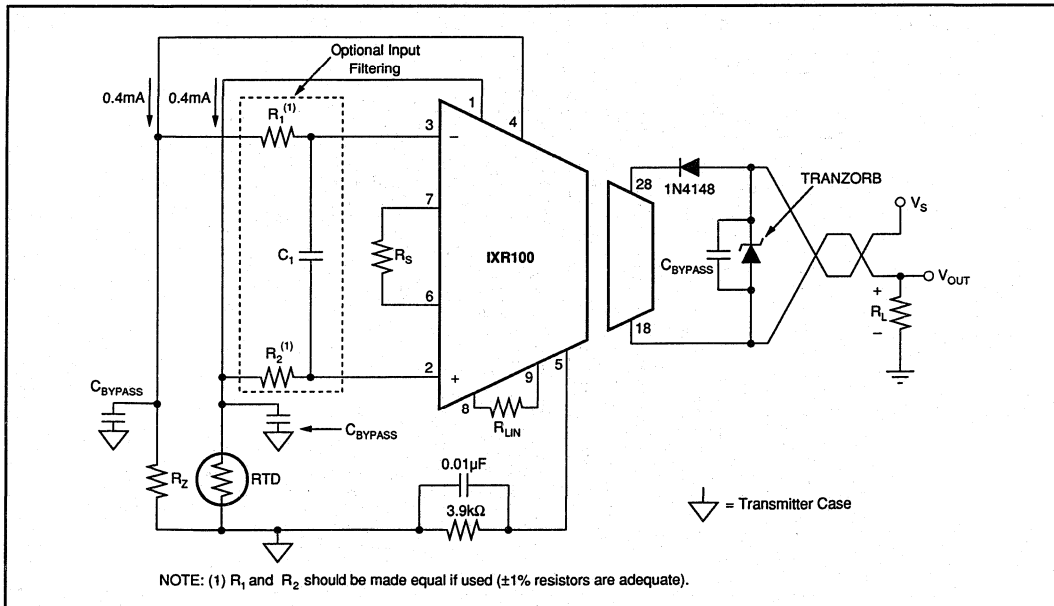 Optional Input
Filtering
0.4mA
0.4mA
R1(1)
1
4
3
−
7
C1
RS
IXR100
6
R2(1)
2
+
8
9
5
RLIN
28
1N4148
TRANZORB
VS
CBYPASS
VOUT
+
RL
−
18
CBYPASS
CBYPASS
RZ
RTD
0.01µF
3.9kΩ
= Transmitter Case
NOTE: (1) R1 and R2 should be made equal if used (±1% resistors are adequate).